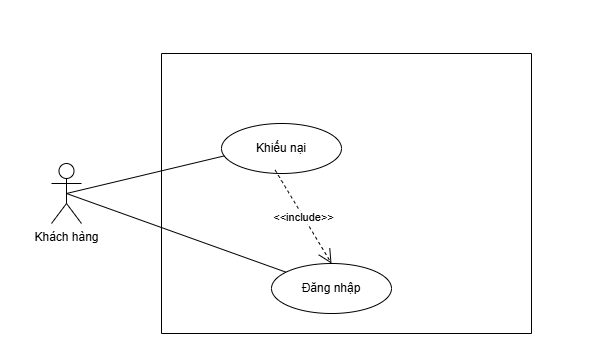 Khiếu nại
<<include>>
Khách hàng
Đăng nhập